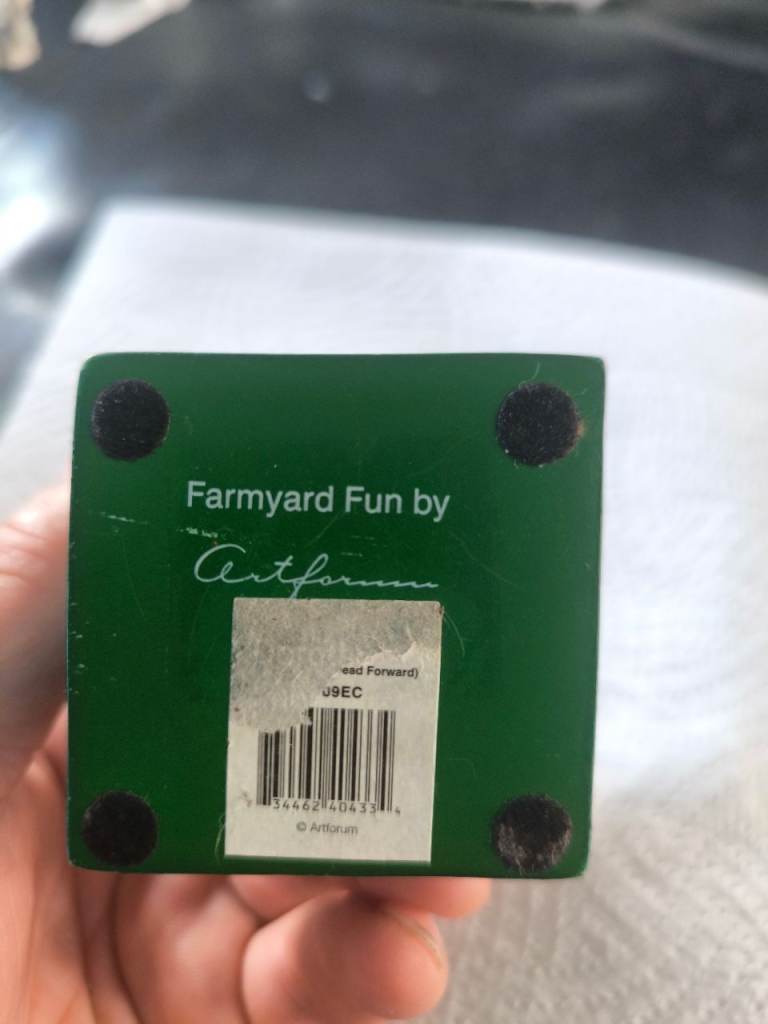 Farmyard Fun by
Artforum
ead Forward)
09EC
34462 40433 4
© Artforum